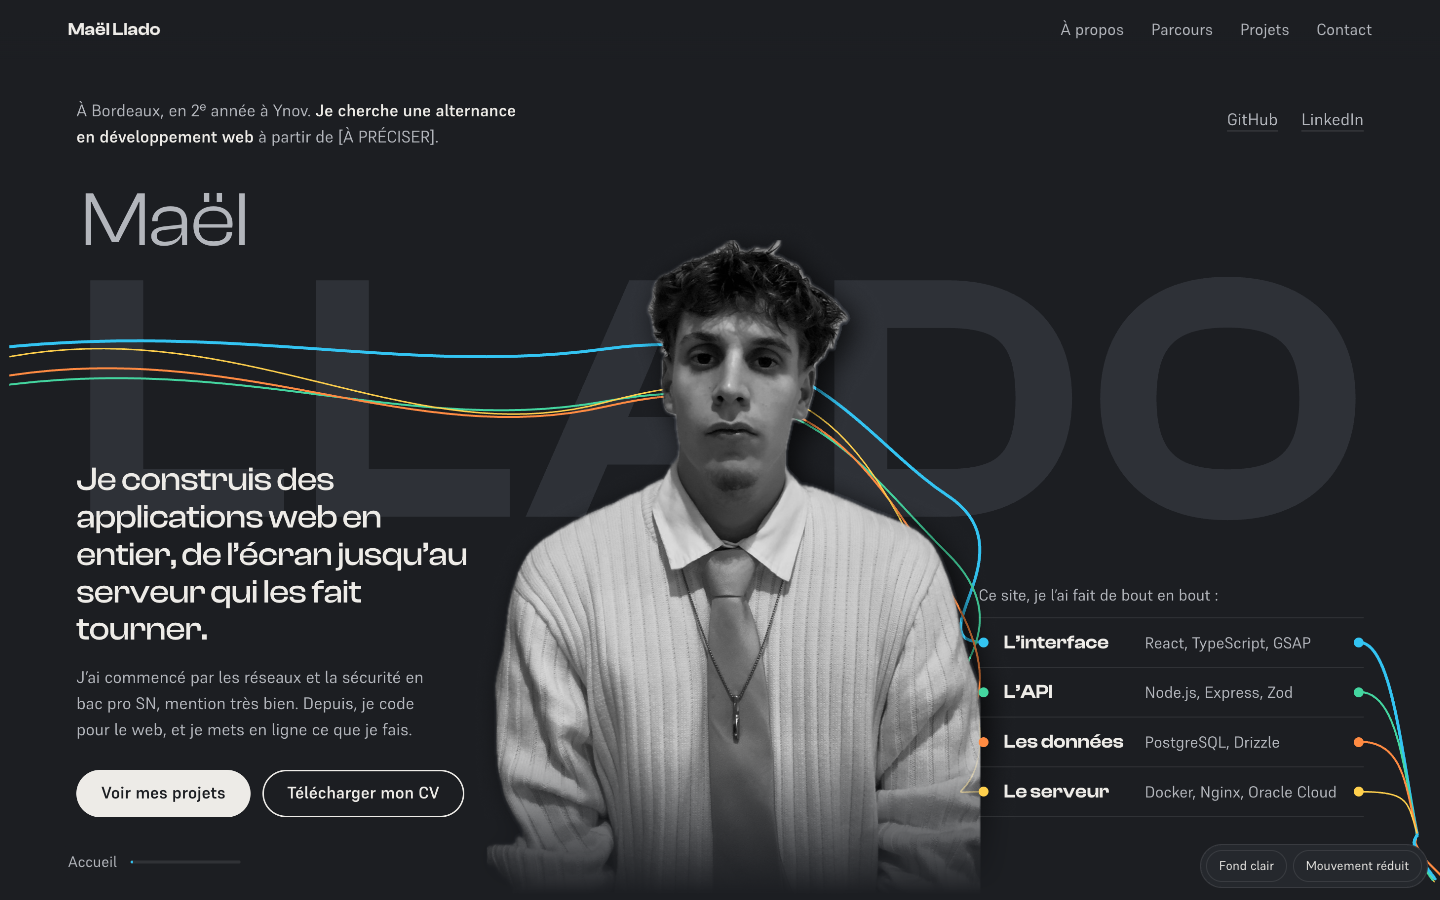 Maël Llado
À propos
Parcours
Projets
Contact
À Bordeaux, en 2ᵉ année à Ynov. Je cherche une alternance
en développement web à partir de [À PRÉCISER].
GitHub
LinkedIn
Maël
LLADO
Je construis des
applications web en
entier, de l’écran jusqu’au
serveur qui les fait
tourner.
J’ai commencé par les réseaux et la sécurité en
bac pro SN, mention très bien. Depuis, je code
pour le web, et je mets en ligne ce que je fais.
Voir mes projets
Télécharger mon CV
Ce site, je l’ai fait de bout en bout :
L’interface React, TypeScript, GSAP
L’API Node.js, Express, Zod
Les données PostgreSQL, Drizzle
Le serveur Docker, Nginx, Oracle Cloud
Accueil
Fond clair
Mouvement réduit